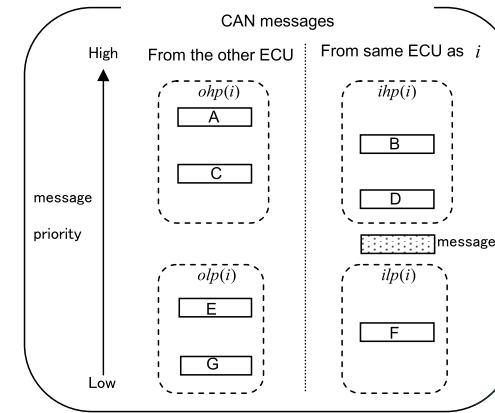 CAN messages
High
From the other ECU
From same ECU as i
ohp(i)
ihp(i)
A
B
C
D
message
priority
message
olp(i)
ilp(i)
E
F
G
Low